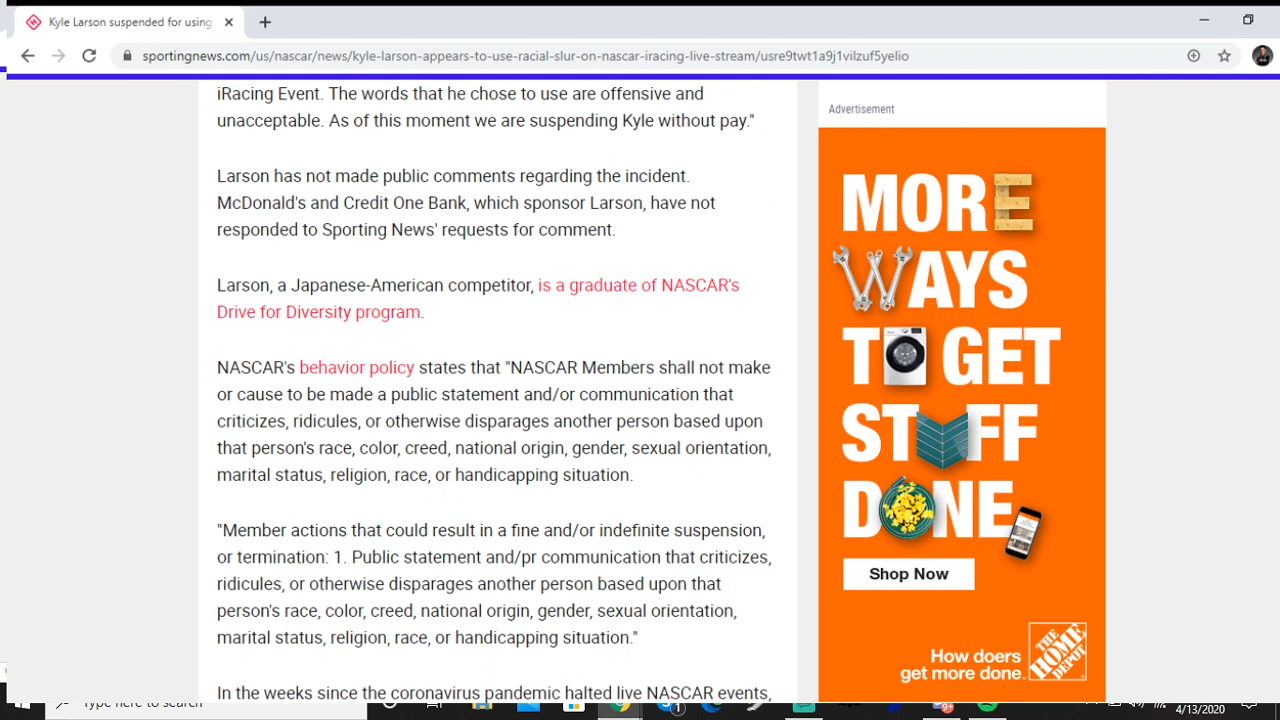 Kyle Larson suspended for using
sportingnews.com/us/nascar/news/kyle-larson-appears-to-use-racial-slur-on-nascar-iracing-live-stream/usre9twt1a9j1vilzuf5yelio
iRacing Event. The words that he chose to use are offensive and
unacceptable. As of this moment we are suspending Kyle without pay."
Larson has not made public comments regarding the incident.
McDonald's and Credit One Bank, which sponsor Larson, have not
responded to Sporting News' requests for comment.
Larson, a Japanese-American competitor, is a graduate of NASCAR's
Drive for Diversity program.
NASCAR's behavior policy states that "NASCAR Members shall not make
or cause to be made a public statement and/or communication that
criticizes, ridicules, or otherwise disparages another person based upon
that person's race, color, creed, national origin, gender, sexual orientation,
marital status, religion, race, or handicapping situation.
"Member actions that could result in a fine and/or indefinite suspension,
or termination: 1. Public statement and/pr communication that criticizes,
ridicules, or otherwise disparages another person based upon that
person's race, color, creed, national origin, gender, sexual orientation,
marital status, religion, race, or handicapping situation."
In the weeks since the coronavirus pandemic halted live NASCAR events,
Advertisement
MORE
WAYS
TO GET
STUFF
DONE
Shop Now
How doers
get more done.
THE
HOME
DEPOT
Type here to search
4/13/2020